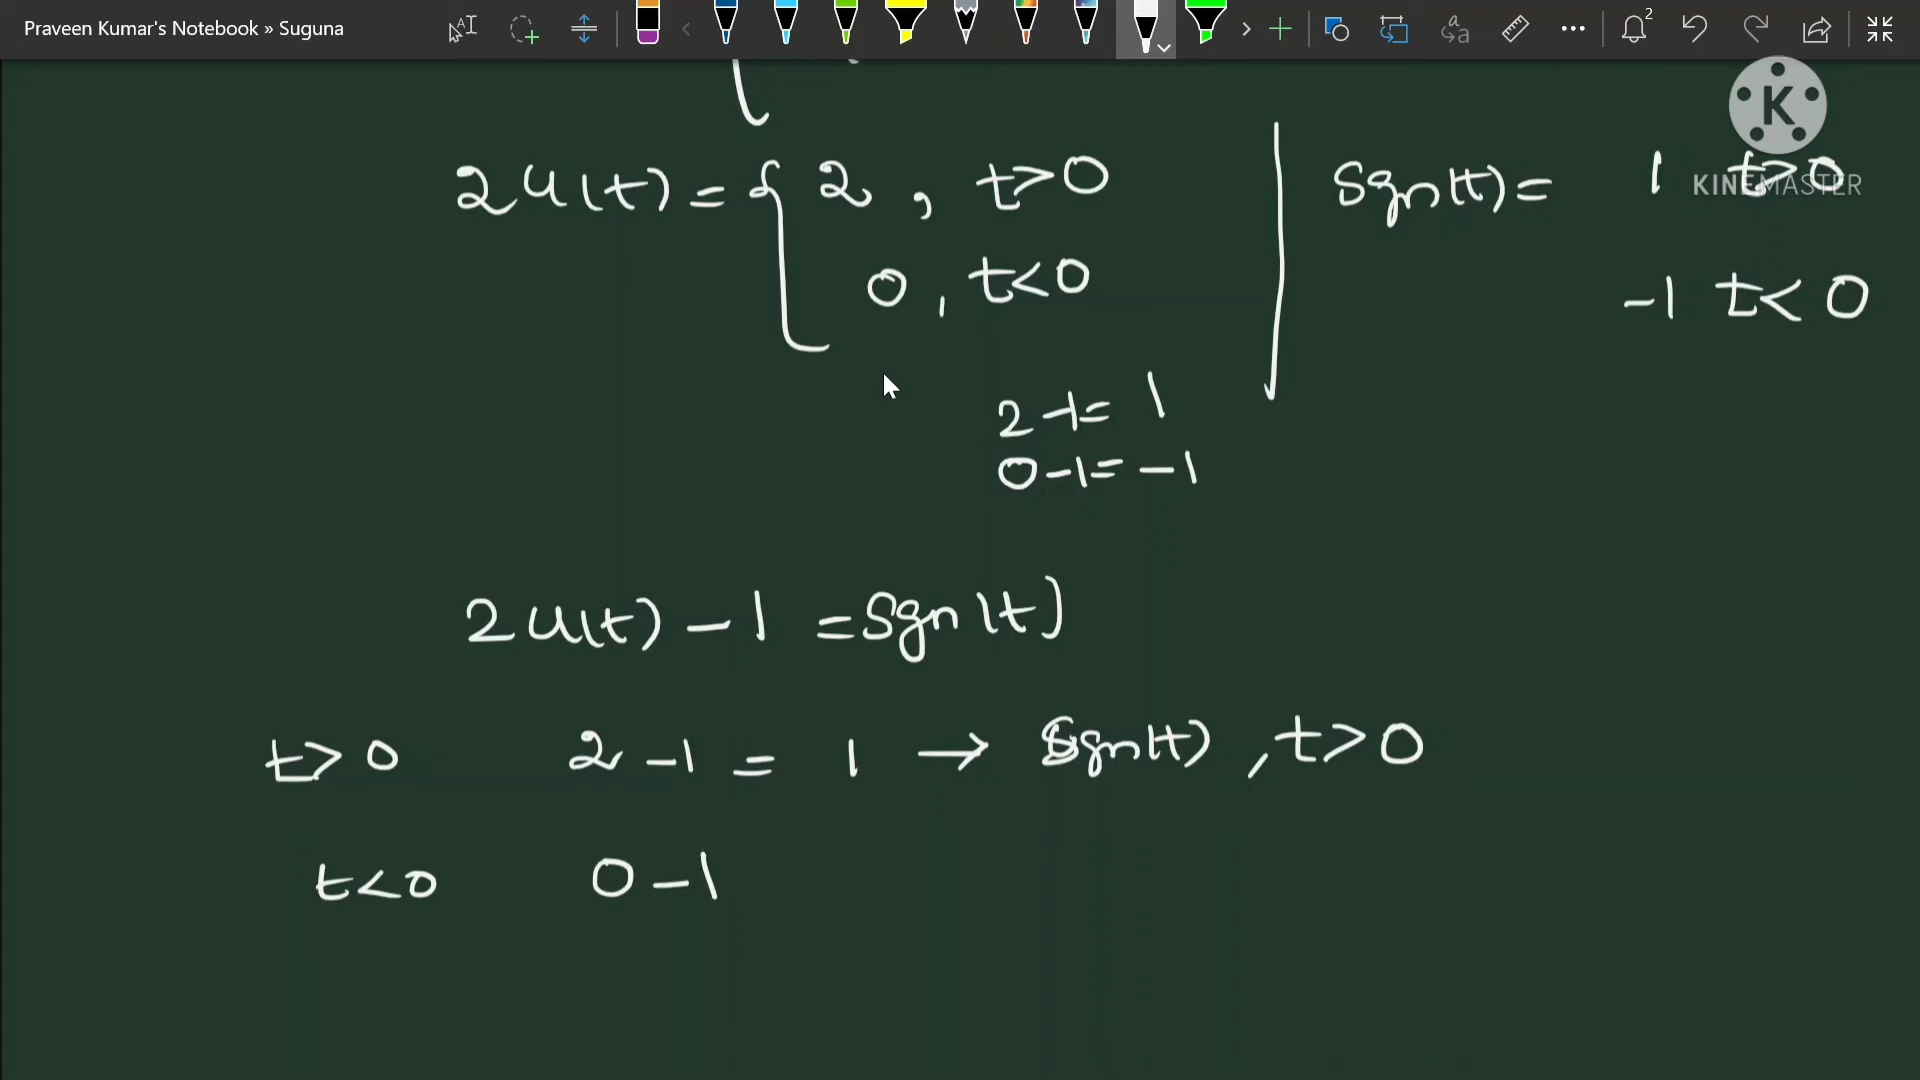 Praveen Kumar's Notebook » Suguna
2
K
KINEMASTER
2u(t) = { 2 , t>0
0 , t<0
Sgn(t) = 1 t>0
-1 t<0
2-1= 1
0-1= -1
2u(t) - 1 = Sgn(t)
t>0 2 -1 = 1 → Sgn(t) , t>0
t<0 0 -1